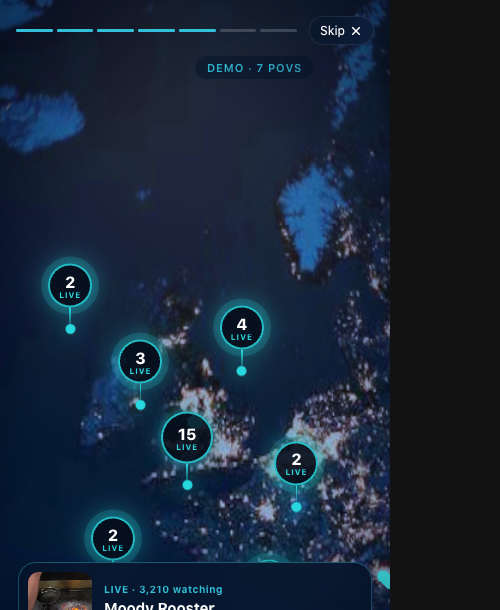 Skip ✕
DEMO · 7 POVS
2
LIVE
4
LIVE
3
LIVE
15
LIVE
2
LIVE
2
LIVE
LIVE · 3,210 watching
Moody Rooster